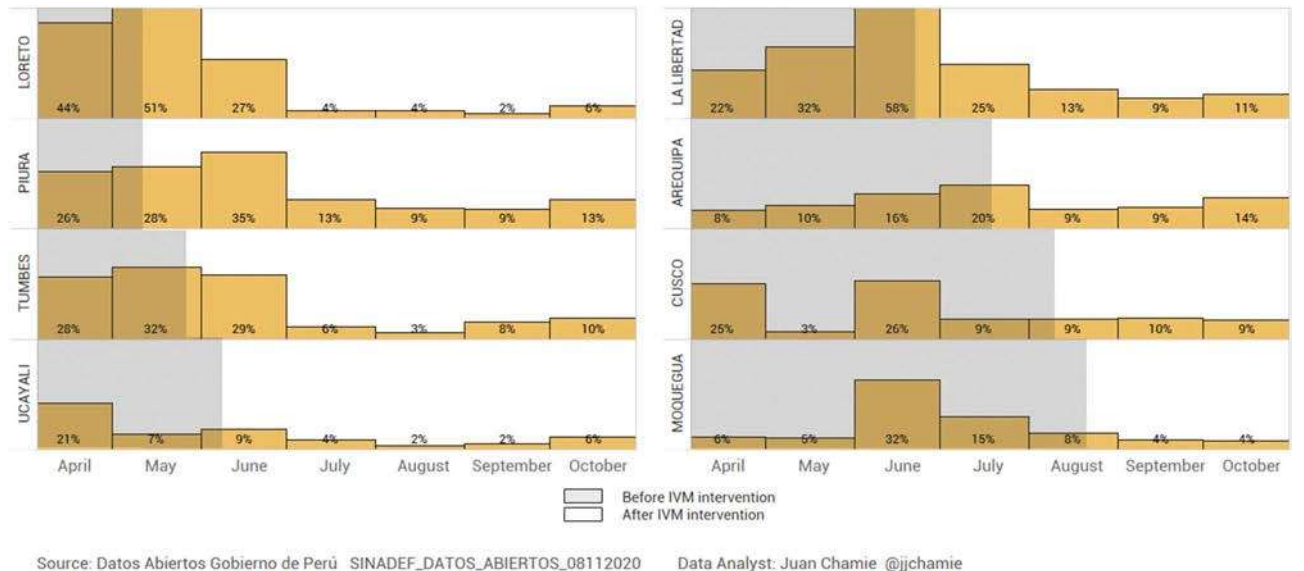 LORETO
44% 51% 27% 4% 4% 2% 6%
PIURA
26% 28% 35% 13% 9% 9% 13%
TUMBES
28% 32% 29% 6% 3% 8% 10%
UCAYALI
21% 7% 9% 4% 2% 2% 6%
April May June July August September October
LA LIBERTAD
22% 32% 58% 25% 13% 9% 11%
AREQUIPA
8% 10% 16% 20% 9% 9% 14%
CUSCO
25% 3% 26% 9% 9% 10% 9%
MOQUEGUA
6% 5% 32% 15% 8% 4% 4%
April May June July August September October
Before IVM intervention
After IVM intervention
Source: Datos Abiertos Gobierno de Perú SINADEF_DATOS_ABIERTOS_08112020 Data Analyst: Juan Chamie @jjchamie